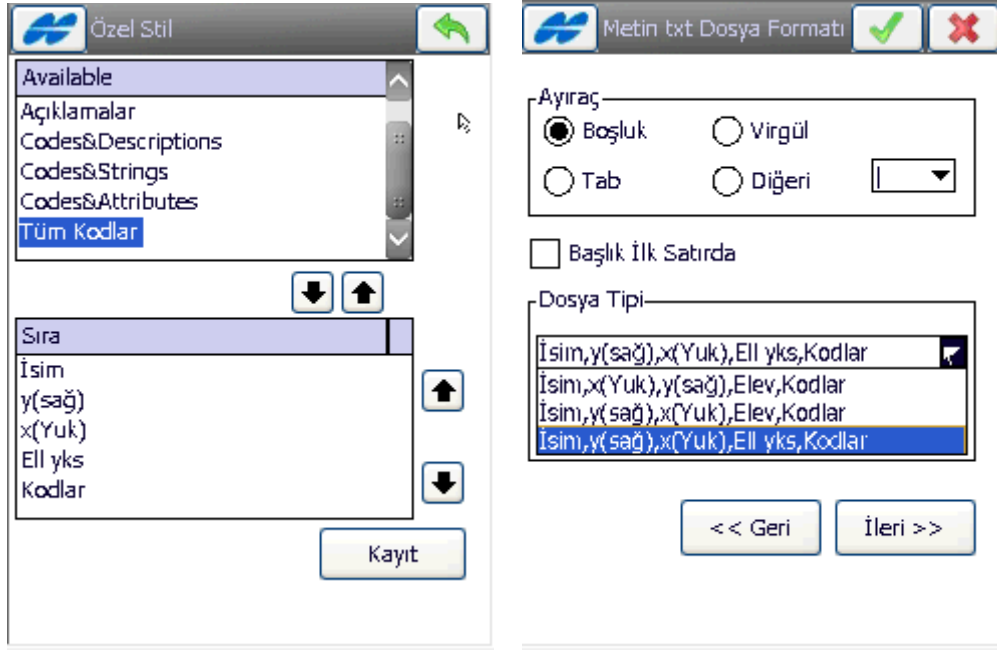 Özel Stil
Available
Açıklamalar
Codes&Descriptions
Codes&Strings
Codes&Attributes
Tüm Kodlar
Sıra
İsim
y(sağ)
x(Yuk)
Ell yks
Kodlar
Kayıt
Metin txt Dosya Formatı
Ayıraç
Boşluk
Virgül
Tab
Diğeri
Başlık İlk Satırda
Dosya Tipi
İsim,y(sağ),x(Yuk),Ell yks,Kodlar
İsim,x(Yuk),y(sağ),Elev,Kodlar
İsim,y(sağ),x(Yuk),Elev,Kodlar
İsim,y(sağ),x(Yuk),Ell yks,Kodlar
<< Geri
İleri >>